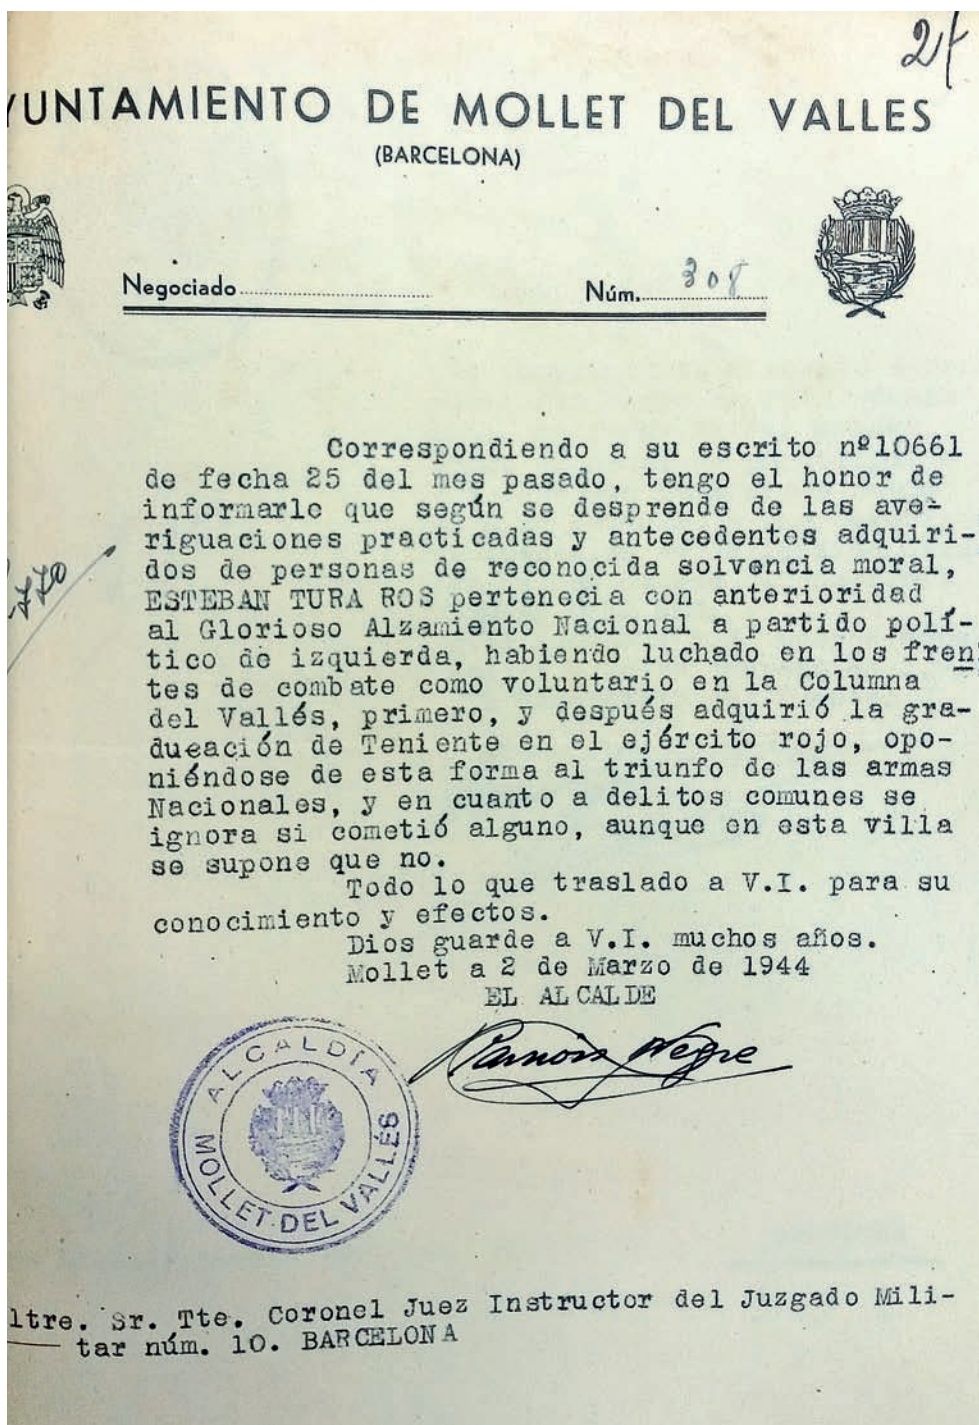 2
YUNTAMIENTO DE MOLLET DEL VALLES
(BARCELONA)
Negociado
Núm. 308
Correspondiendo a su escrito nº10661
de fecha 25 del mes pasado, tengo el honor de
informarle que según se desprende de las ave-
riguaciones practicadas y antecedentes adquiri-
dos de personas de reconocida solvencia moral,
ESTEBAN TURA ROS pertenecia con anterioridad
al Glorioso Alzamiento Nacional a partido polí-
tico de izquierda, habiendo luchado en los fren
tes de combate como voluntario en la Columna
del Vallés, primero, y después adquirió la gra-
dueación de Teniente en el ejército rojo, opo-
niéndose de esta forma al triunfo de las armas
Nacionales, y en cuanto a delitos comunes se
ignora si cometió alguno, aunque en esta villa
se supone que no.
Todo lo que traslado a V.I. para su
conocimiento y efectos.
Dios guarde a V.I. muchos años.
Mollet a 2 de Marzo de 1944
EL ALCALDE
Ramón Negre
ALCALDÍA
MOLLET DEL VALLÉS
ltre. Sr. Tte. Coronel Juez Instructor del Juzgado Mili-
tar núm. 10. BARCELONA